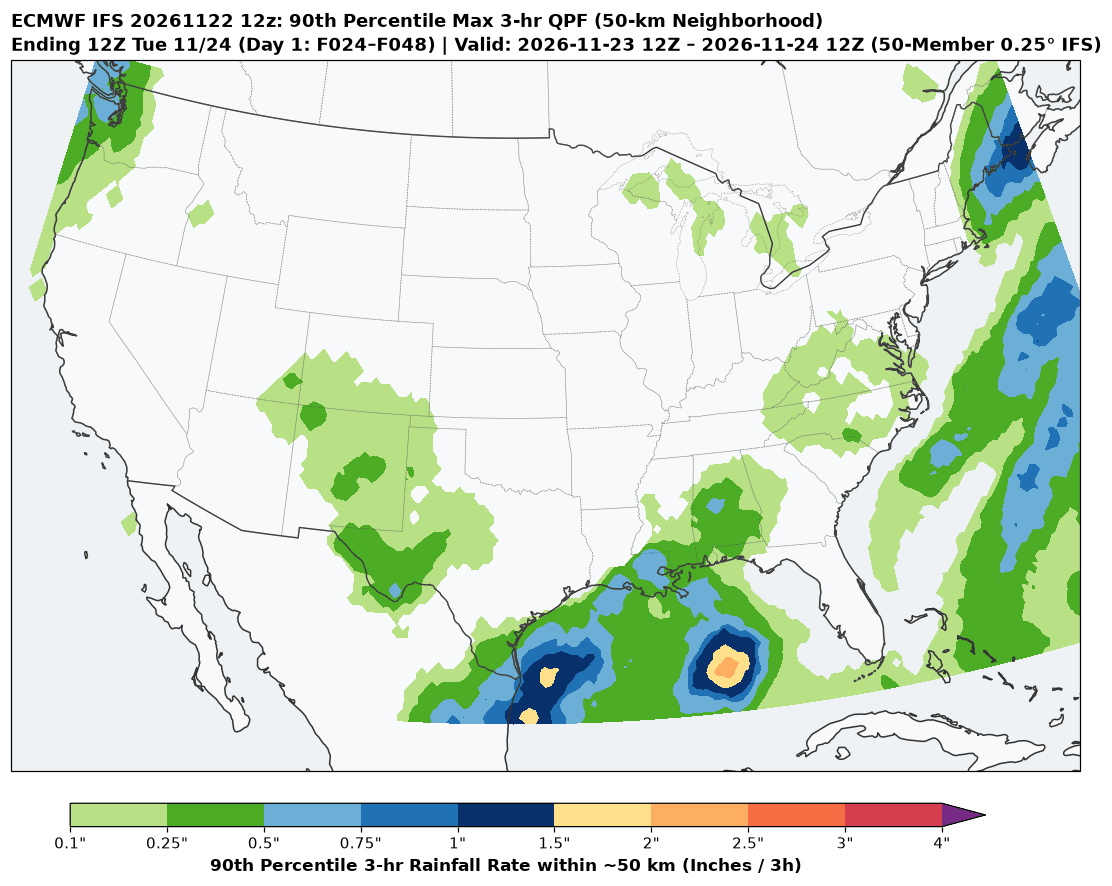 ECMWF IFS 20261122 12z: 90th Percentile Max 3-hr QPF (50-km Neighborhood)
Ending 12Z Tue 11/24 (Day 1: F024–F048) | Valid: 2026-11-23 12Z – 2026-11-24 12Z (50-Member 0.25° IFS)
0.1" 0.25" 0.5" 0.75" 1" 1.5" 2" 2.5" 3" 4"
90th Percentile 3-hr Rainfall Rate within ~50 km (Inches / 3h)